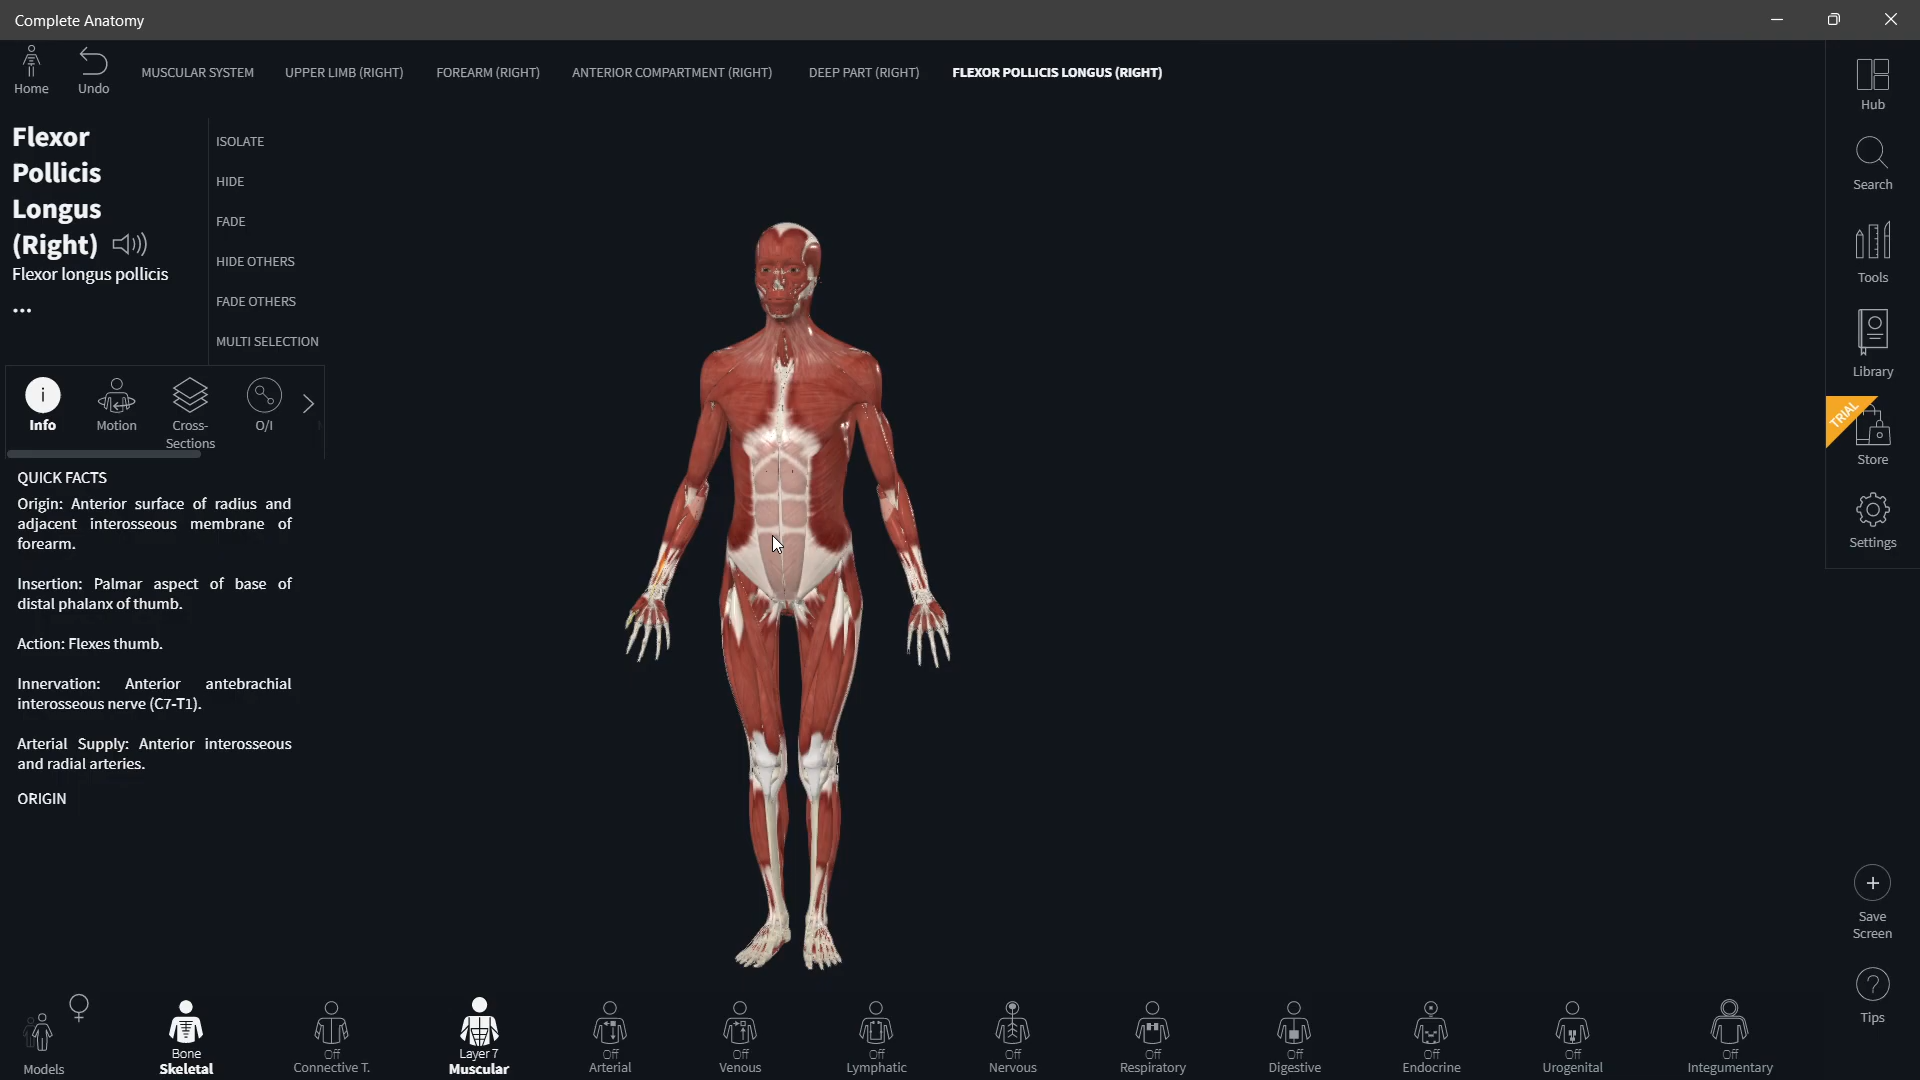 Complete Anatomy
Home
Undo
MUSCULAR SYSTEM
UPPER LIMB (RIGHT)
FOREARM (RIGHT)
ANTERIOR COMPARTMENT (RIGHT)
DEEP PART (RIGHT)
FLEXOR POLLICIS LONGUS (RIGHT)
Flexor
Pollicis
Longus
(Right)
Flexor longus pollicis
...
ISOLATE
HIDE
FADE
HIDE OTHERS
FADE OTHERS
MULTI SELECTION
i
Info
Motion
Cross-
Sections
O/I
QUICK FACTS
Origin: Anterior surface of radius and
adjacent interosseous membrane of
forearm.
Insertion: Palmar aspect of base of
distal phalanx of thumb.
Action: Flexes thumb.
Innervation: Anterior antebrachial
interosseous nerve (C7-T1).
Arterial Supply: Anterior interosseous
and radial arteries.
ORIGIN
Hub
Search
Tools
Library
TRIAL
Store
Settings
+
Save
Screen
?
Tips
Models
Bone
Skeletal
Off
Connective T.
Layer 7
Muscular
Off
Arterial
Off
Venous
Off
Lymphatic
Off
Nervous
Off
Respiratory
Off
Digestive
Off
Endocrine
Off
Urogenital
Off
Integumentary